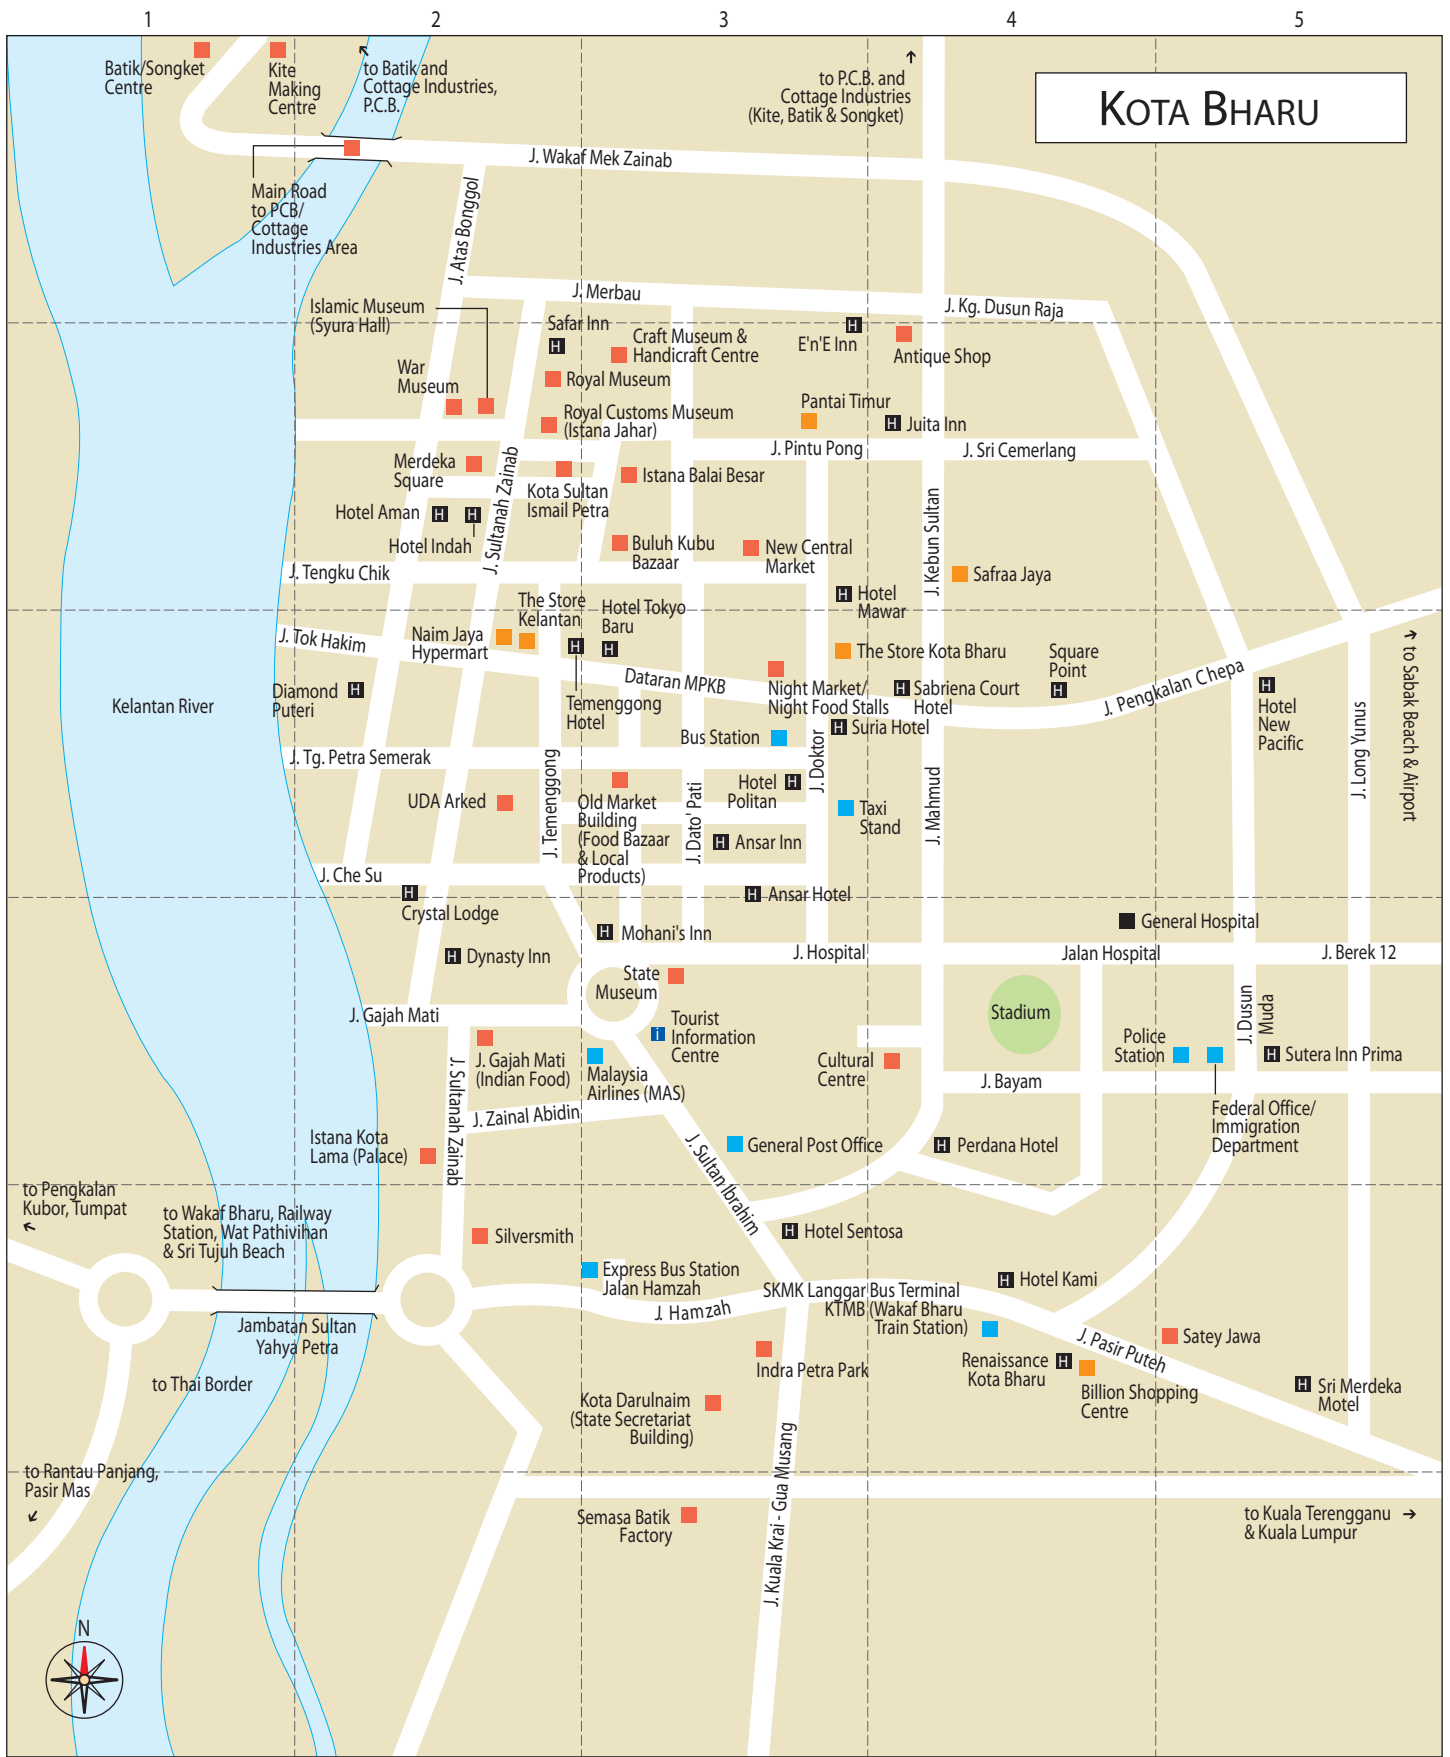 1
2
3
4
5
KOTA BHARU
Batik/Songket
Centre
Kite
Making
Centre
to Batik and
Cottage Industries,
P.C.B.
to P.C.B. and
Cottage Industries
(Kite, Batik & Songket)
J. Wakaf Mek Zainab
Main Road
to PCB/
Cottage
Industries Area
J. Atas Bonggol
J. Merbau
J. Kg. Dusun Raja
Islamic Museum
(Syura Hall)
Safar Inn
H
Craft Museum &
Handicraft Centre
H
E'n'E Inn
Antique Shop
War
Museum
Royal Museum
Pantai Timur
Royal Customs Museum
(Istana Jahar)
H
Juita Inn
J. Pintu Pong
J. Sri Cemerlang
Merdeka
Square
Kota Sultan
Ismail Petra
Istana Balai Besar
J. Sultanah Zainab
Hotel Aman
H
H
Hotel Indah
Buluh Kubu
Bazaar
New Central
Market
J. Kebun Sultan
Safraa Jaya
J. Tengku Chik
H
Hotel
Mawar
The Store
Kelantan
Hotel Tokyo
Baru
J. Tok Hakim
Naim Jaya
Hypermart
H
H
The Store Kota Bharu
Square
Point
H
to Sabak Beach & Airport
Dataran MPKB
Night Market/
Night Food Stalls
H
Sabriena Court
Hotel
J. Pengkalan Chepa
H
Hotel
New
Pacific
Diamond
Puteri
H
Kelantan River
Temenggong
Hotel
Bus Station
H
Suria Hotel
J. Doktor
J. Tg. Petra Semerak
J. Temenggong
Hotel
Politan
H
J. Mahmud
J. Long Yunus
UDA Arked
Old Market
Building
(Food Bazaar
& Local
Products)
J. Dato' Pati
Taxi
Stand
H
Ansar Inn
J. Che Su
H
Crystal Lodge
H
Ansar Hotel
General Hospital
H
Mohani's Inn
H
Dynasty Inn
J. Hospital
Jalan Hospital
J. Berek 12
State
Museum
J. Gajah Mati
Stadium
J. Dusun
Muda
i
Tourist
Information
Centre
J. Gajah Mati
(Indian Food)
Malaysia
Airlines (MAS)
Cultural
Centre
Police
Station
H
Sutera Inn Prima
J. Bayam
J. Sultanah Zainab
J. Zainal Abidin
Federal Office/
Immigration
Department
Istana Kota
Lama (Palace)
General Post Office
H
Perdana Hotel
J. Sultan Ibrahim
to Pengkalan
Kubor, Tumpat
to Wakaf Bharu, Railway
Station, Wat Pathivihan
& Sri Tujuh Beach
Silversmith
H
Hotel Sentosa
Express Bus Station
Jalan Hamzah
H
Hotel Kami
J. Hamzah
SKMK Langgar Bus Terminal
KTMB (Wakaf Bharu
Train Station)
Jambatan Sultan
Yahya Petra
J. Pasir Puteh
Satey Jawa
Indra Petra Park
Renaissance
Kota Bharu
H
Billion Shopping
Centre
H
Sri Merdeka
Motel
to Thai Border
Kota Darulnaim
(State Secretariat
Building)
J. Kuala Krai - Gua Musang
to Rantau Panjang,
Pasir Mas
Semasa Batik
Factory
to Kuala Terengganu
& Kuala Lumpur
N